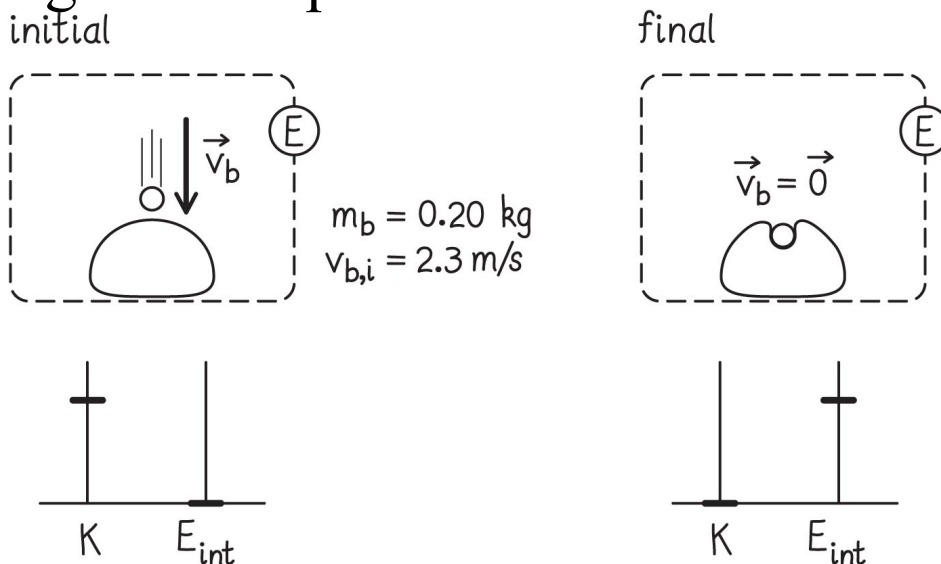 initial
final
E
v⃗b
mb = 0.20 kg
vb,i = 2.3 m/s
E
v⃗b = 0⃗
K
Eint
K
Eint